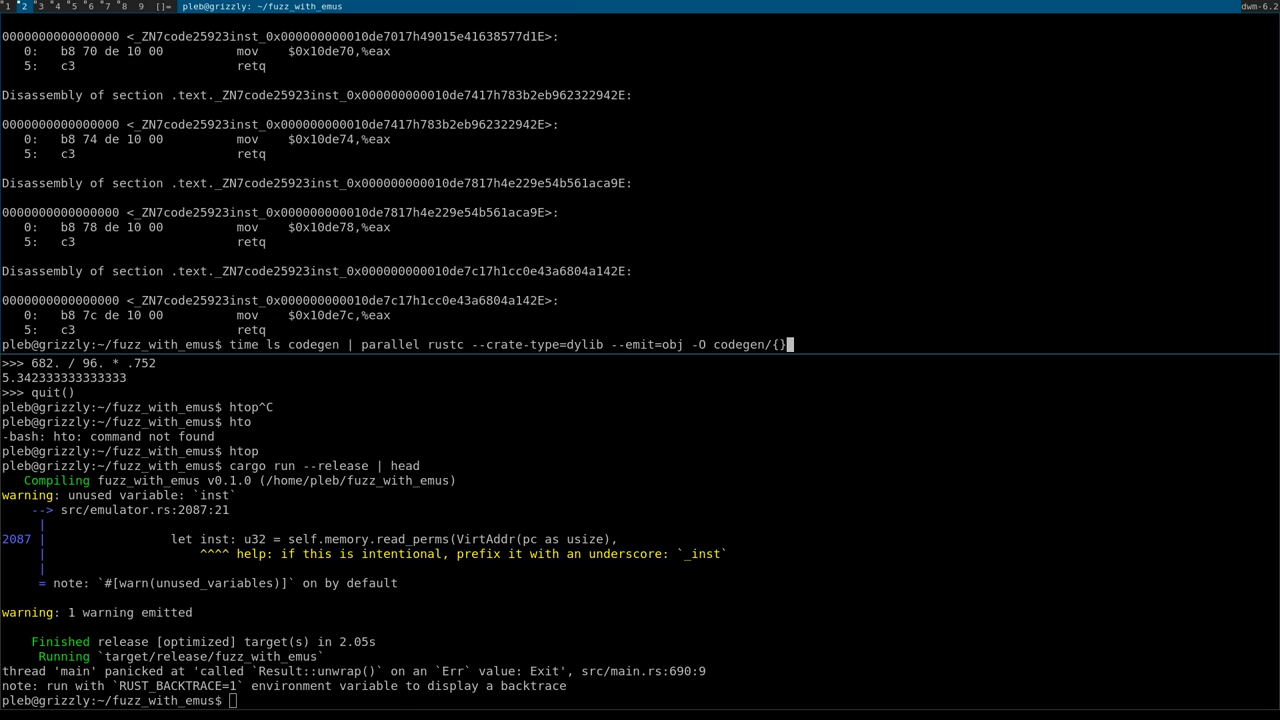 1 2 3 4 5 6 7 8 9 []= pleb@grizzly: ~/fuzz_with_emus dwm-6.2
0000000000000000 <_ZN7code25923inst_0x000000000010de7017h49015e41638577d1E>:
   0:   b8 70 de 10 00          mov    $0x10de70,%eax
   5:   c3                      retq
Disassembly of section .text._ZN7code25923inst_0x000000000010de7417h783b2eb962322942E:
0000000000000000 <_ZN7code25923inst_0x000000000010de7417h783b2eb962322942E>:
   0:   b8 74 de 10 00          mov    $0x10de74,%eax
   5:   c3                      retq
Disassembly of section .text._ZN7code25923inst_0x000000000010de7817h4e229e54b561aca9E:
0000000000000000 <_ZN7code25923inst_0x000000000010de7817h4e229e54b561aca9E>:
   0:   b8 78 de 10 00          mov    $0x10de78,%eax
   5:   c3                      retq
Disassembly of section .text._ZN7code25923inst_0x000000000010de7c17h1cc0e43a6804a142E:
0000000000000000 <_ZN7code25923inst_0x000000000010de7c17h1cc0e43a6804a142E>:
   0:   b8 7c de 10 00          mov    $0x10de7c,%eax
   5:   c3                      retq
pleb@grizzly:~/fuzz_with_emus$ time ls codegen | parallel rustc --crate-type=dylib --emit=obj -O codegen/{}
>>> 682. / 96. * .752
5.342333333333333
>>> quit()
pleb@grizzly:~/fuzz_with_emus$ htop^C
pleb@grizzly:~/fuzz_with_emus$ hto
-bash: hto: command not found
pleb@grizzly:~/fuzz_with_emus$ htop
pleb@grizzly:~/fuzz_with_emus$ cargo run --release | head
   Compiling fuzz_with_emus v0.1.0 (/home/pleb/fuzz_with_emus)
warning: unused variable: `inst`
    --> src/emulator.rs:2087:21
     |
2087 |                 let inst: u32 = self.memory.read_perms(VirtAddr(pc as usize),
     |                     ^^^^ help: if this is intentional, prefix it with an underscore: `_inst`
     |
     = note: `#[warn(unused_variables)]` on by default
warning: 1 warning emitted
    Finished release [optimized] target(s) in 2.05s
     Running `target/release/fuzz_with_emus`
thread 'main' panicked at 'called `Result::unwrap()` on an `Err` value: Exit', src/main.rs:690:9
note: run with `RUST_BACKTRACE=1` environment variable to display a backtrace
pleb@grizzly:~/fuzz_with_emus$